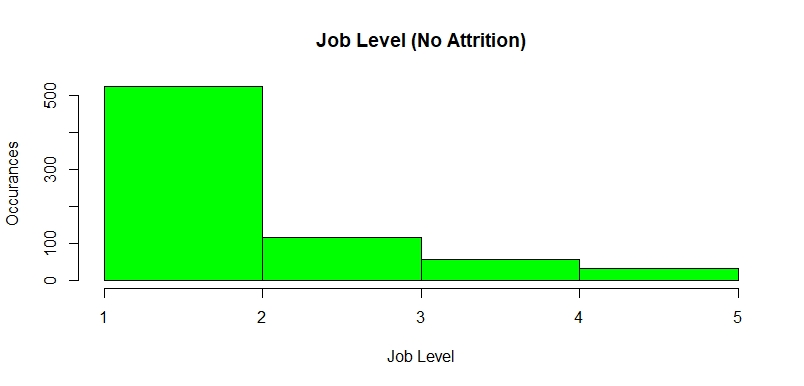 Job Level (No Attrition)
Occurances
500
300
100
0
1 2 3 4 5
Job Level